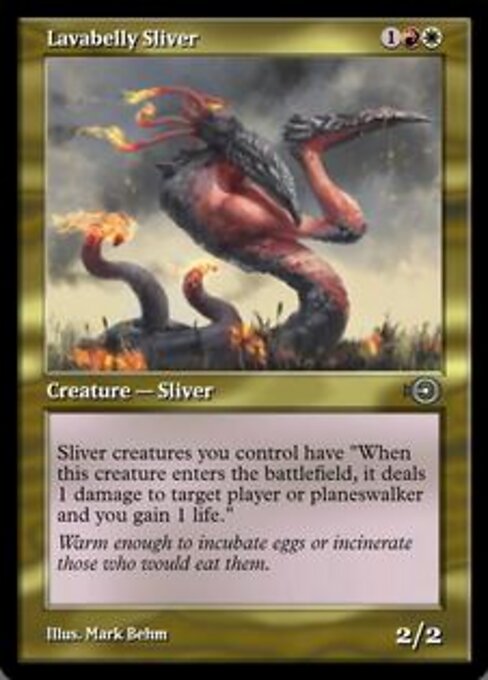 Lavabelly Sliver 1
Creature — Sliver
Sliver creatures you control have "When
this creature enters the battlefield, it deals
1 damage to target player or planeswalker
and you gain 1 life."
Warm enough to incubate eggs or incinerate
those who would eat them.
Illus. Mark Behm 2/2